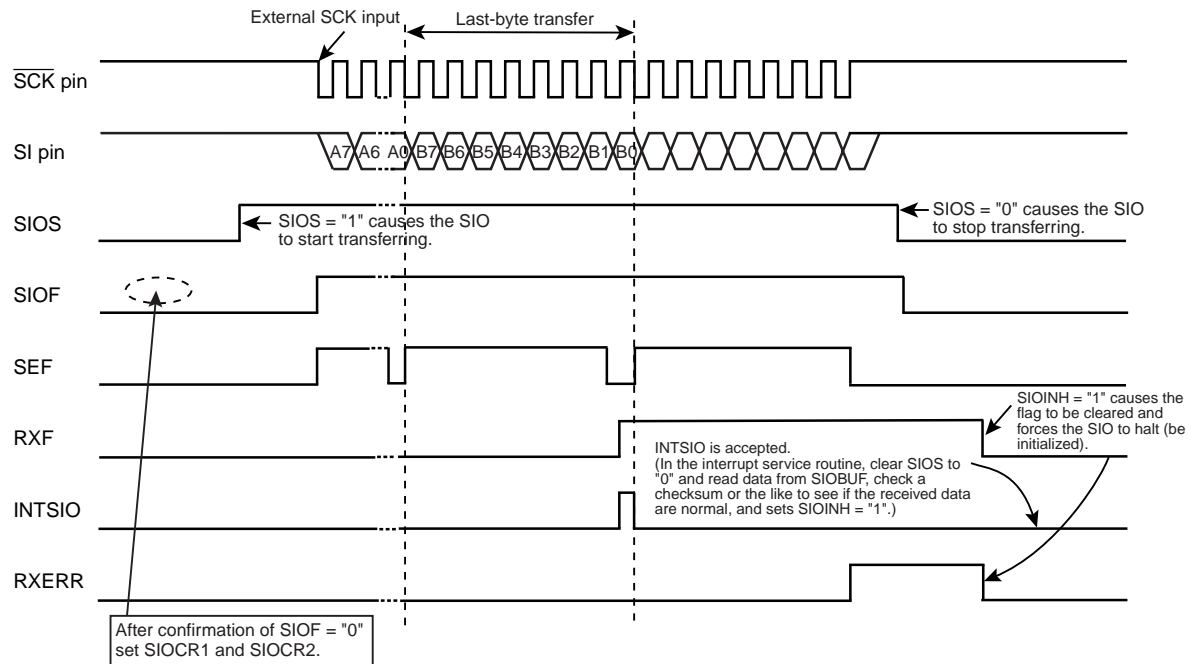 External SCK input
Last-byte transfer
SCK pin
SI pin
A7 A6 A0 B7 B6 B5 B4 B3 B2 B1 B0
SIOS
SIOS = "1" causes the SIO
to start transferring.
SIOS = "0" causes the SIO
to stop transferring.
SIOF
SEF
RXF
SIOINH = "1" causes the
flag to be cleared and
forces the SIO to halt (be
initialized).
INTSIO is accepted.
(In the interrupt service routine, clear SIOS to
"0" and read data from SIOBUF, check a
checksum or the like to see if the received data
are normal, and sets SIOINH = "1".)
INTSIO
RXERR
After confirmation of SIOF = "0"
set SIOCR1 and SIOCR2.